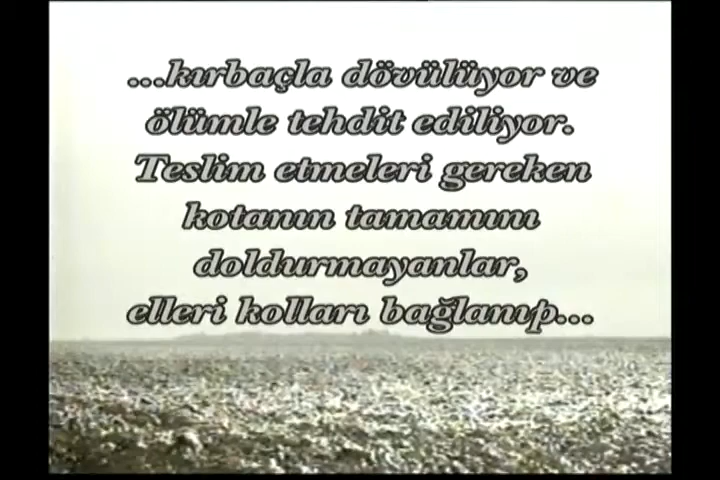 ...kırbaçla dövülüyor ve
ölümle tehdit ediliyor.
Teslim etmeleri gereken
kotanın tamamını
doldurmayanlar,
elleri kolları bağlanıp...